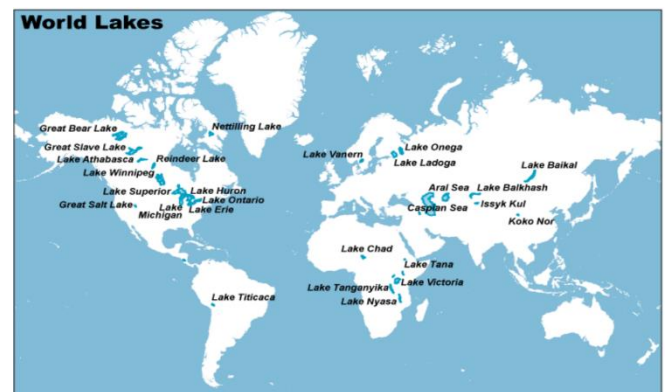 World Lakes
Great Bear Lake
Nettilling Lake
Great Slave Lake
Lake Athabasca
Reindeer Lake
Lake Winnipeg
Lake Superior
Lake Huron
Lake Ontario
Great Salt Lake
Lake
Michigan
Lake Erie
Lake Vanern
Lake Onega
Lake Ladoga
Lake Baikal
Aral Sea
Lake Balkhash
Caspian Sea
Issyk Kul
Koko Nor
Lake Chad
Lake Tana
Lake Victoria
Lake Tanganyika
Lake Nyasa
Lake Titicaca